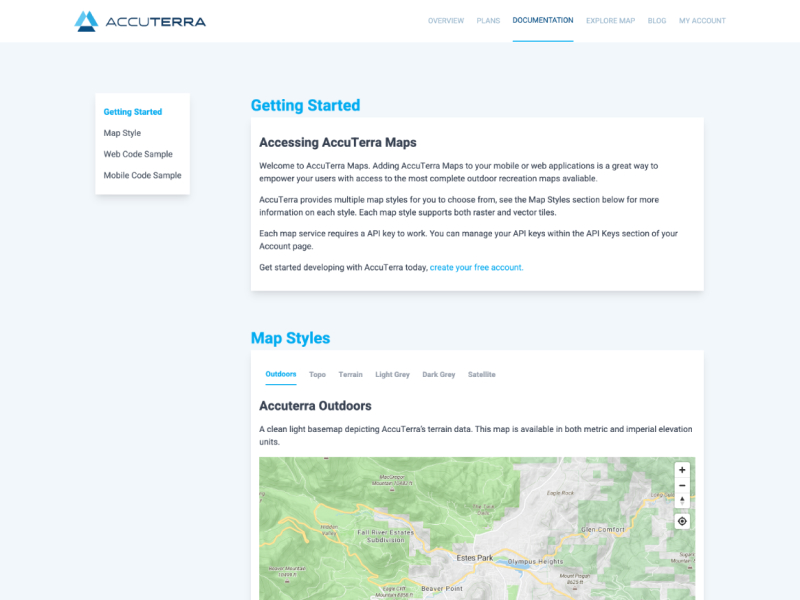 ACCUTERRA
OVERVIEW PLANS DOCUMENTATION EXPLORE MAP BLOG MY ACCOUNT
Getting Started
Map Style
Web Code Sample
Mobile Code Sample
Getting Started
Accessing AccuTerra Maps
Welcome to AccuTerra Maps. Adding AccuTerra Maps to your mobile or web applications is a great way to
empower your users with access to the most complete outdoor recreation maps avaliable.
AccuTerra provides multiple map styles for you to choose from, see the Map Styles section below for more
information on each style. Each map style supports both raster and vector tiles.
Each map service requires a API key to work. You can manage your API keys within the API Keys section of your
Account page.
Get started developing with AccuTerra today, create your free account.
Map Styles
Outdoors Topo Terrain Light Grey Dark Grey Satellite
Accuterra Outdoors
A clean light basemap depicting AccuTerra's terrain data. This map is available in both metric and imperial elevation
units.
MacGregor
Mountain
Eagle Rock
Hidden
Valley
Fall River Estates
Subdivision
Glen Comfort
Estes Park
Olympus Heights
Mount Pisgah
8625 ft
Beaver Point